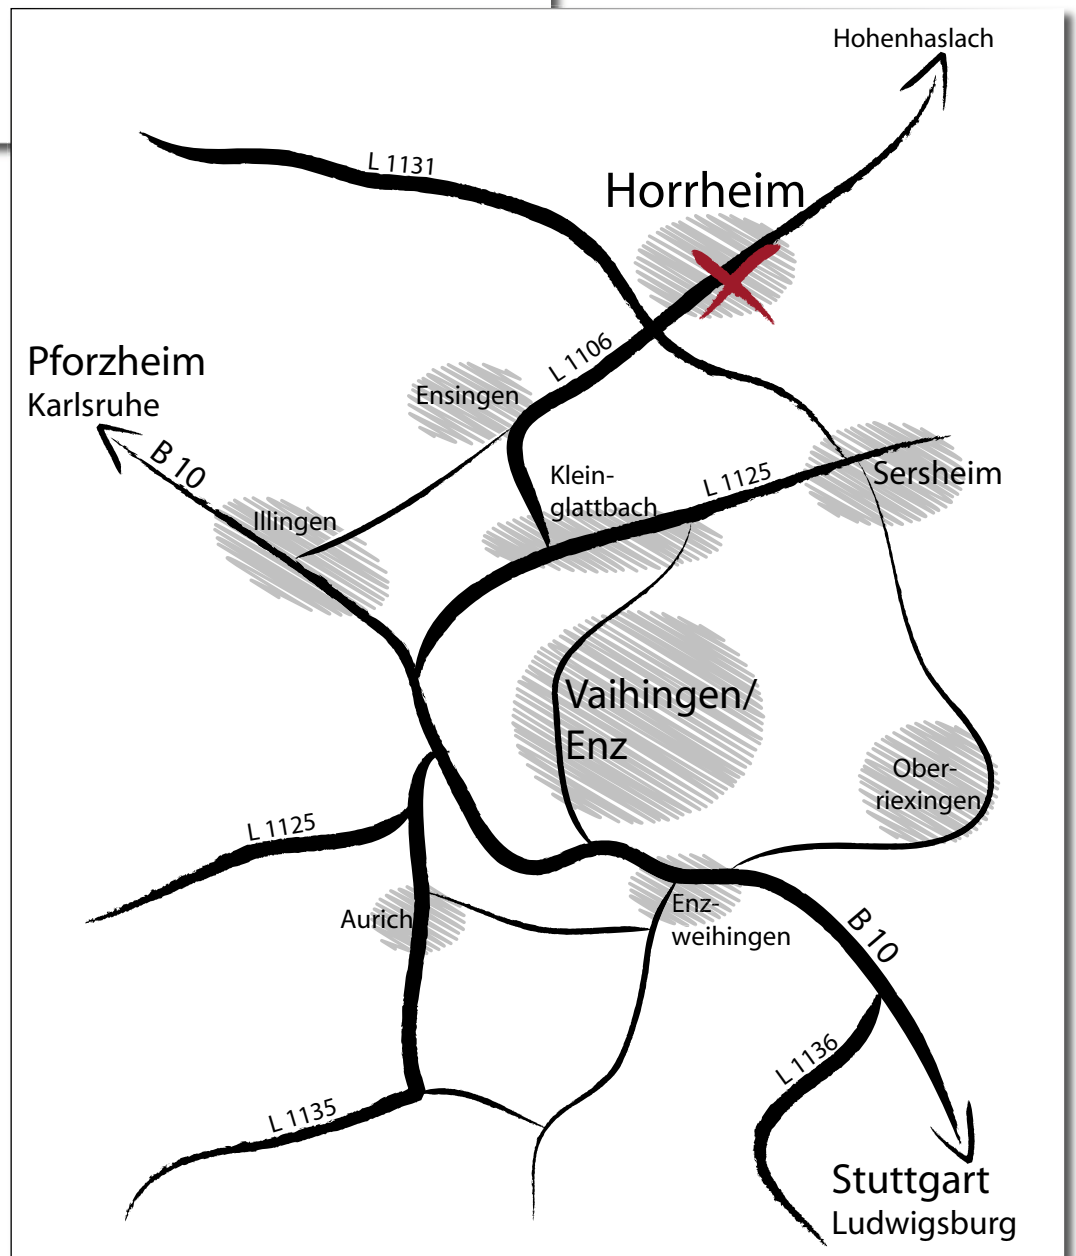 Hohenhaslach
L 1131
Horrheim
L 1106
Pforzheim
Karlsruhe
Ensingen
B 10
Klein-
glattbach
L 1125
Sersheim
Illingen
Vaihingen/
Enz
Ober-
riexingen
L 1125
Aurich
Enz-
weihingen
B 10
L 1136
L 1135
Stuttgart
Ludwigsburg